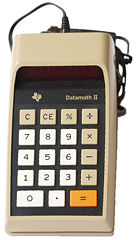 Datamath II
C CE % ÷
7 8 9 ×
4 5 6 −
1 2 3 +
0 . =